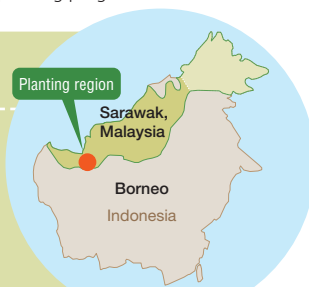 Planting region
Sarawak,
Malaysia
Borneo
Indonesia